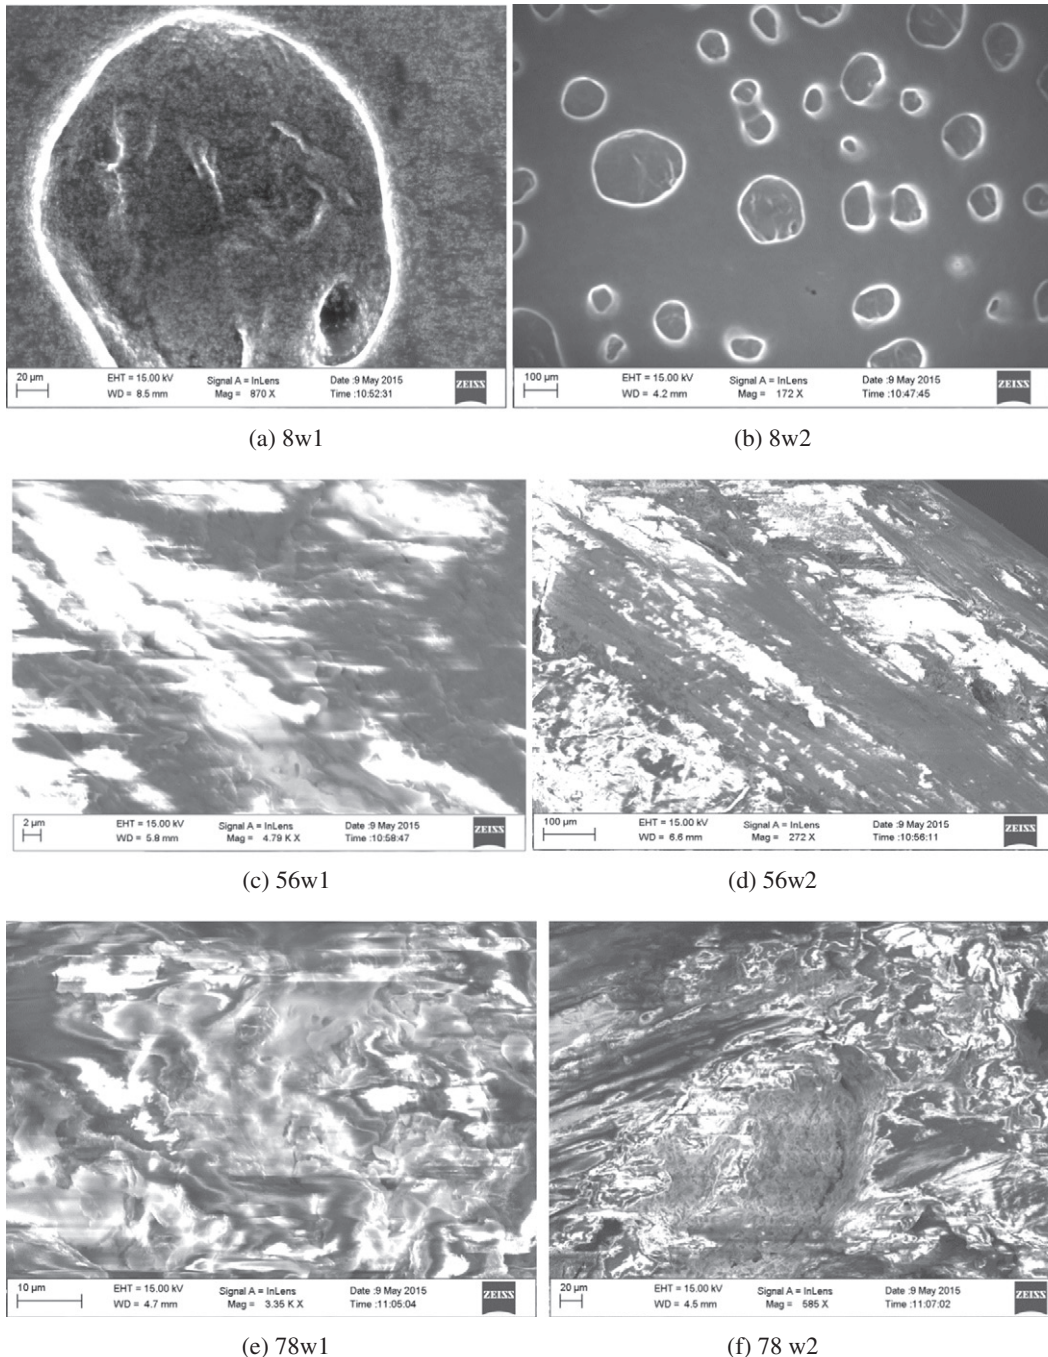 20 µm EHT = 15.00 kV Signal A = InLens Date :9 May 2015 ZEISS
WD = 8.5 mm Mag = 870 X Time :10:52:31
100 µm EHT = 15.00 kV Signal A = InLens Date :9 May 2015 ZEISS
WD = 4.2 mm Mag = 172 X Time :10:47:45
(a) 8w1
(b) 8w2
2 µm EHT = 15.00 kV Signal A = InLens Date :9 May 2015 ZEISS
WD = 5.8 mm Mag = 4.79 K X Time :10:58:47
100 µm EHT = 15.00 kV Signal A = InLens Date :9 May 2015 ZEISS
WD = 6.6 mm Mag = 272 X Time :10:56:11
(c) 56w1
(d) 56w2
10 µm EHT = 15.00 kV Signal A = InLens Date :9 May 2015 ZEISS
WD = 4.7 mm Mag = 3.35 K X Time :11:05:04
20 µm EHT = 15.00 kV Signal A = InLens Date :9 May 2015 ZEISS
WD = 4.5 mm Mag = 585 X Time :11:07:02
(e) 78w1
(f) 78 w2